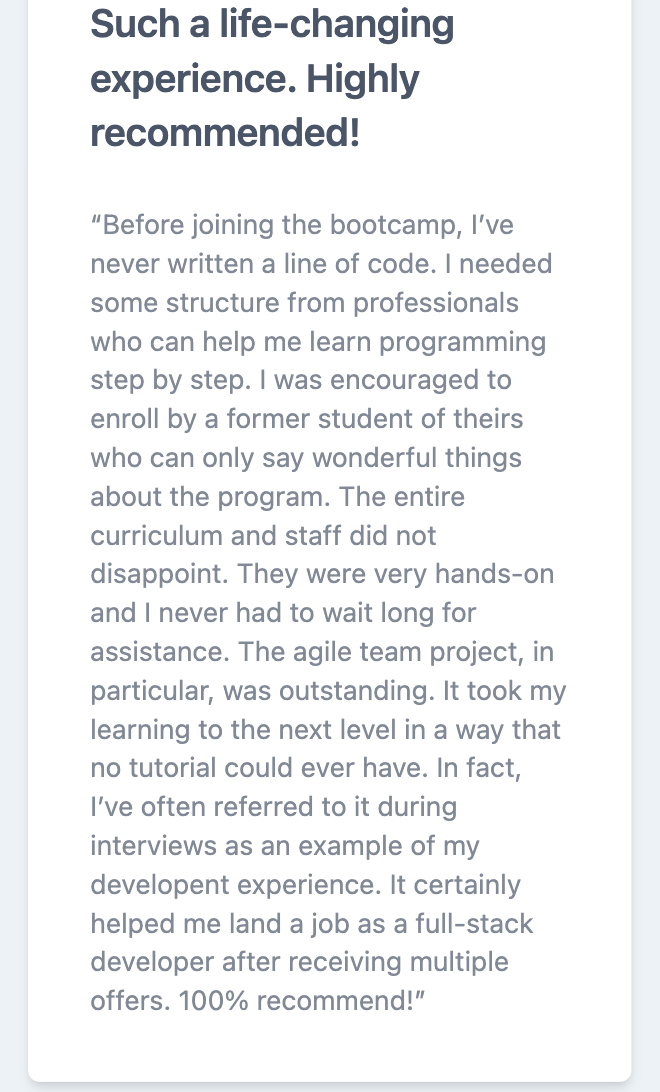 Such a life-changing
experience. Highly
recommended!
“Before joining the bootcamp, I’ve
never written a line of code. I needed
some structure from professionals
who can help me learn programming
step by step. I was encouraged to
enroll by a former student of theirs
who can only say wonderful things
about the program. The entire
curriculum and staff did not
disappoint. They were very hands-on
and I never had to wait long for
assistance. The agile team project, in
particular, was outstanding. It took my
learning to the next level in a way that
no tutorial could ever have. In fact,
I’ve often referred to it during
interviews as an example of my
developent experience. It certainly
helped me land a job as a full-stack
developer after receiving multiple
offers. 100% recommend!”